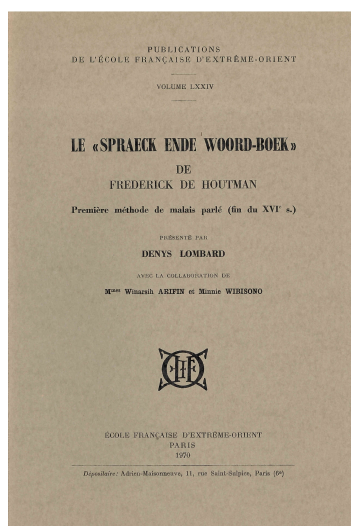 PUBLICATIONS
DE L'ÉCOLE FRANÇAISE D'EXTRÊME-ORIENT
VOLUME LXXIV
LE «SPRAECK ENDE WOORD-BOEK»
DE
FREDERICK DE HOUTMAN
Première méthode de malais parlé (fin du XVIᵉ s.)
PRÉSENTÉ PAR
DENYS LOMBARD
AVEC LA COLLABORATION DE
Mmes Winarsih ARIFIN et Minnie WIBISONO
ÉCOLE FRANÇAISE D'EXTRÊME-ORIENT
PARIS
1970
Dépositaire: Adrien-Maisonneuve, 11, rue Saint-Sulpice, Paris (6ᵉ)